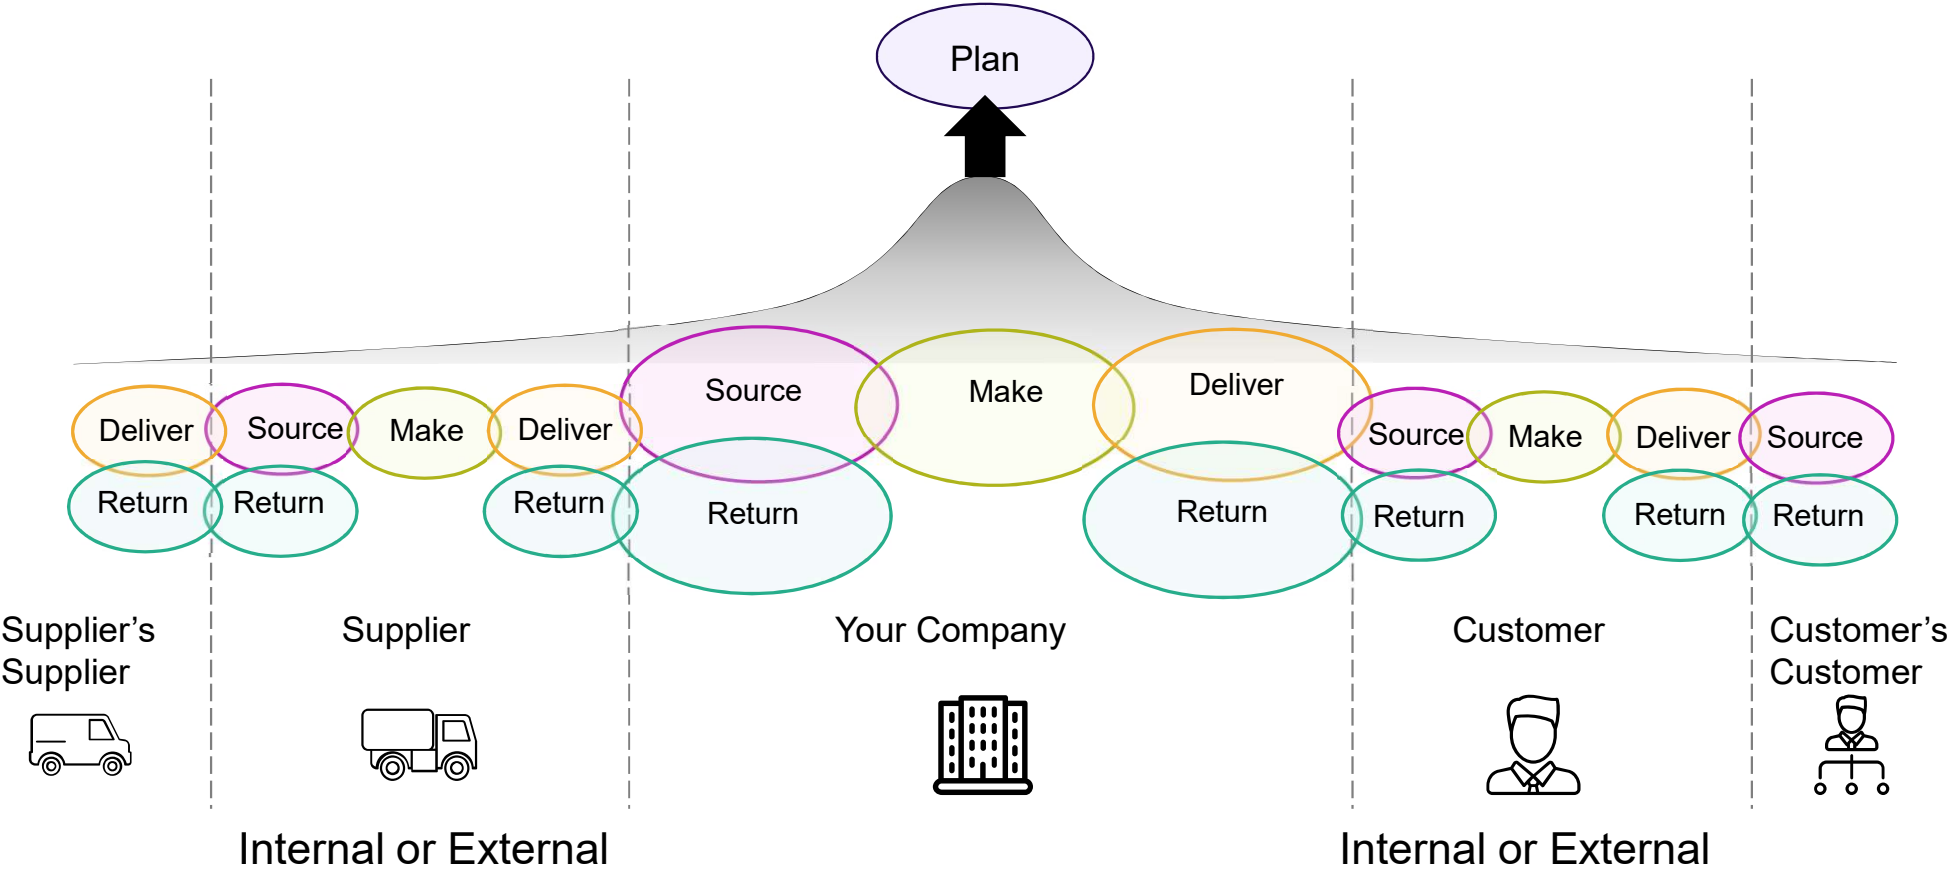 Plan
Deliver
Source
Make
Deliver
Source
Make
Deliver
Source
Make
Deliver
Source
Return
Return
Return
Return
Return
Return
Return
Return
Supplier’s
Supplier
Supplier
Your Company
Customer
Customer’s
Customer
Internal or External
Internal or External